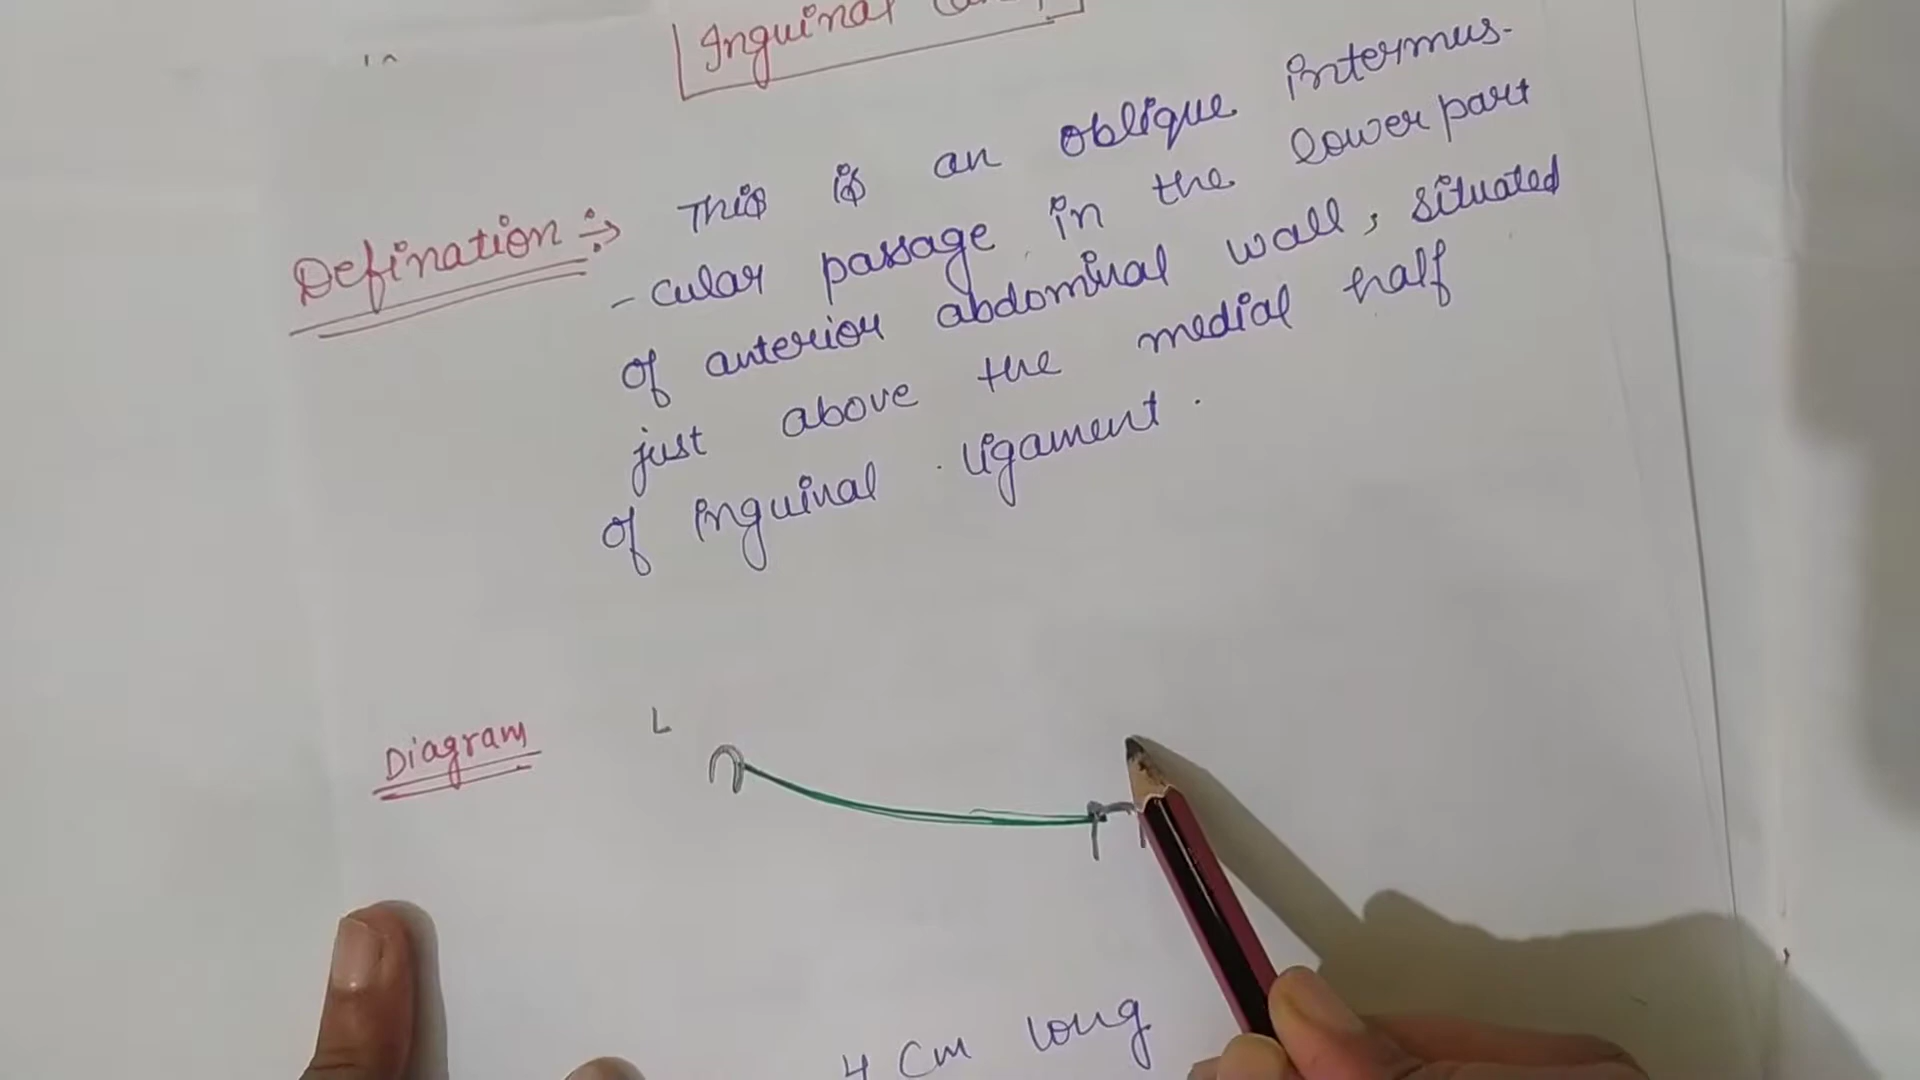 Inguinal
Defination :→ This is an oblique intermus-
-cular passage in the lower part
of anterior abdominal wall, situated
just above the medial half
of inguinal ligament.
Diagram
L
4 Cm long